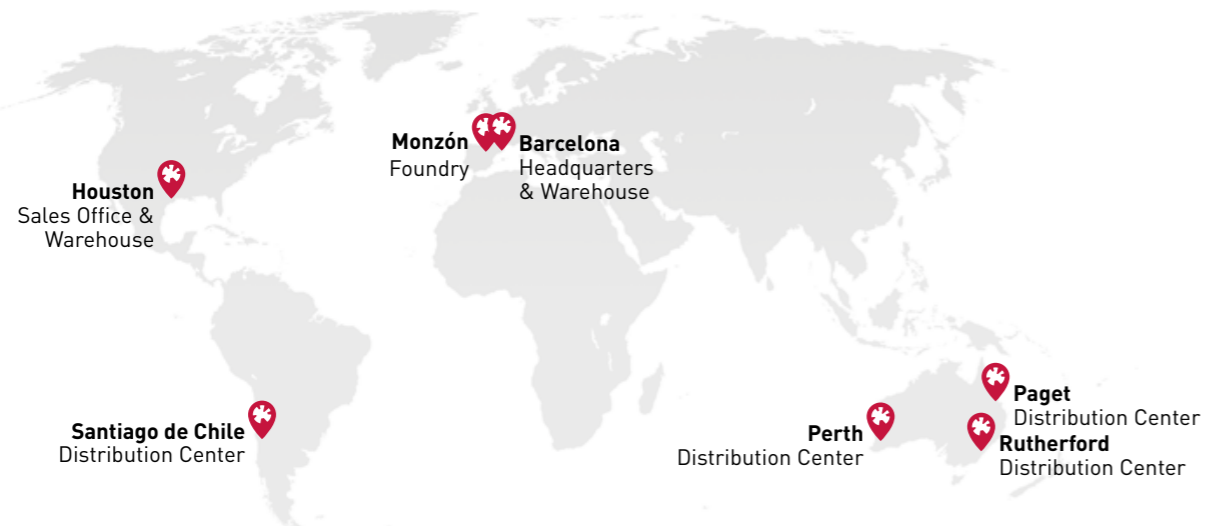 Monzón
Foundry
Barcelona
Headquarters
& Warehouse
Houston
Sales Office &
Warehouse
Santiago de Chile
Distribution Center
Perth
Distribution Center
Paget
Distribution Center
Rutherford
Distribution Center